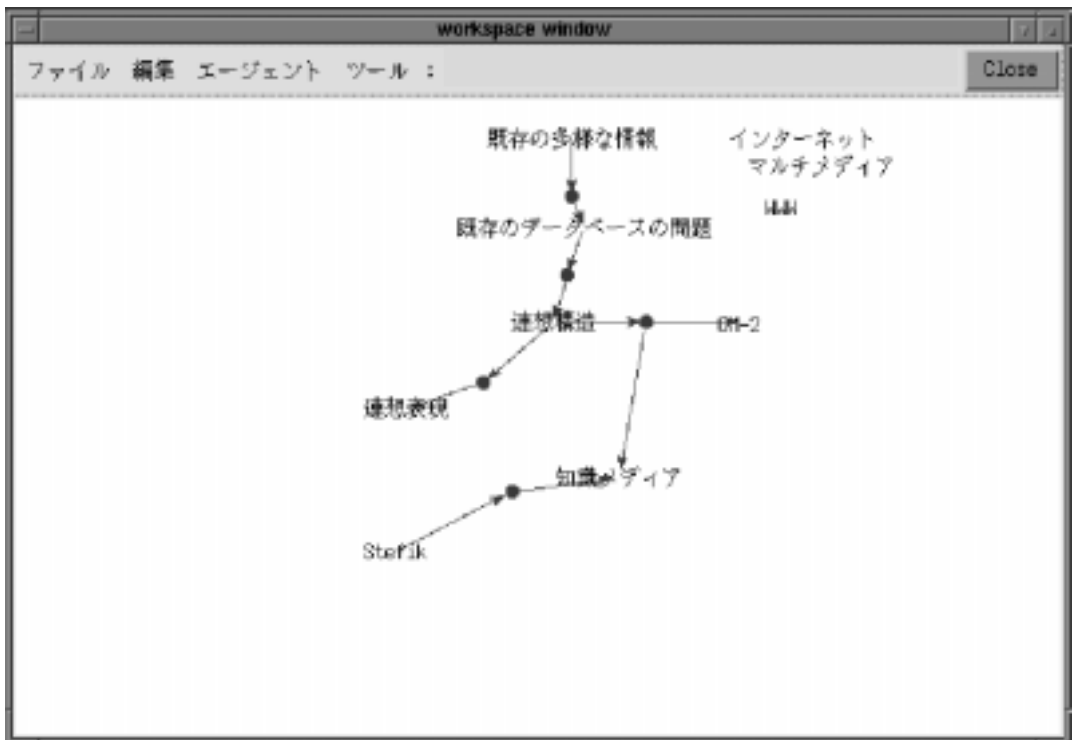 workspace window
ファイル 編集 エージェント ツール :
Close
既存の多様な情報
インターネット
マルチメディア
WWW
既存のデータベースの問題
連想構造
CM-2
連想表現
知識メディア
Stefik